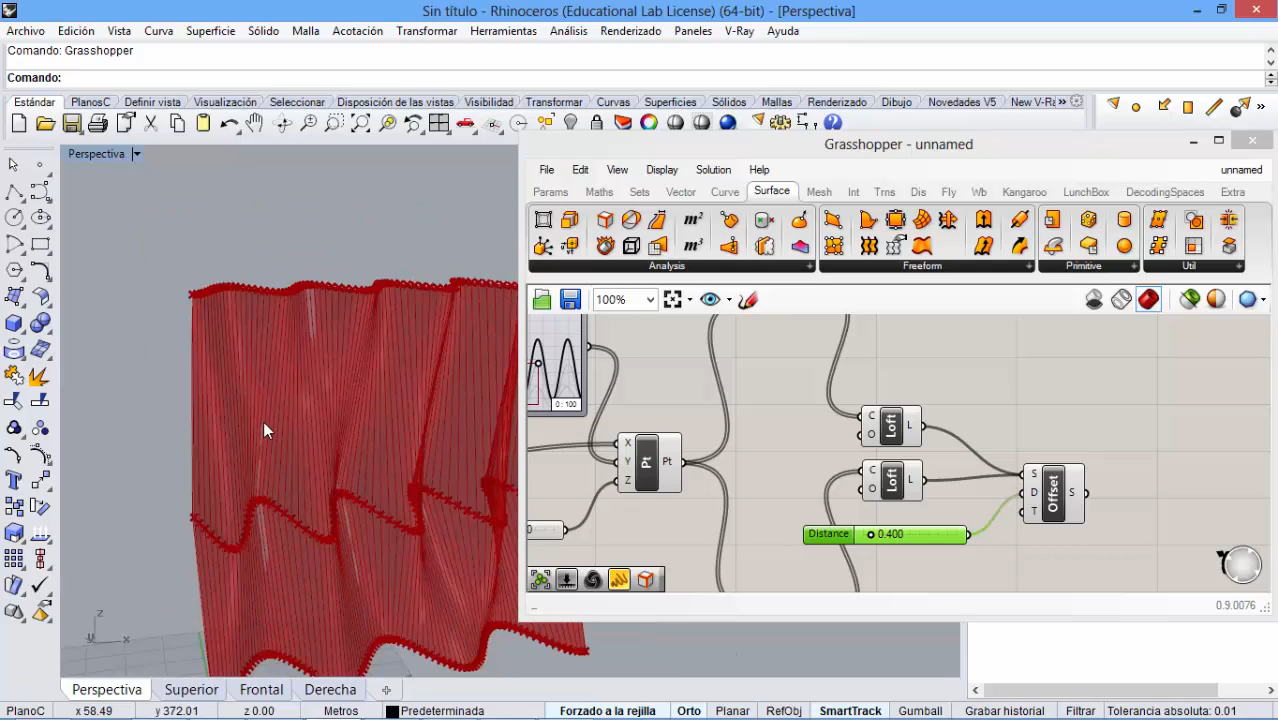 Sin título - Rhinoceros (Educational Lab License) (64-bit) - [Perspectiva]
Archivo Edición Vista Curva Superficie Sólido Malla Acotación Transformar Herramientas Análisis Renderizado Paneles V-Ray Ayuda
Comando: Grasshopper
Comando:
Estándar PlanosC Definir vista Visualización Seleccionar Disposición de las vistas Visibilidad Transformar Curvas Superficies Sólidos Mallas Renderizado Dibujo Novedades V5 New V-Ra
Perspectiva
Grasshopper - unnamed
File Edit View Display Solution Help unnamed
Params Maths Sets Vector Curve Surface Mesh Int Trns Dis Fly Wb Kangaroo LunchBox DecodingSpaces Extra
m²
m³
Analysis Freeform Primitive Util
100%
0 : 100
X
Y
Z
Pt
Pt
C
O
Loft
L
C
O
Loft
L
S
D
T
Offset
S
Distance 0.400
0.9.0076
z
y
x
Perspectiva Superior Frontal Derecha
PlanoC x 58.49 y 372.01 z 0.00 Metros Predeterminada Forzado a la rejilla Orto Planar RefObj SmartTrack Gumball Grabar historial Filtrar Tolerancia absoluta: 0.01